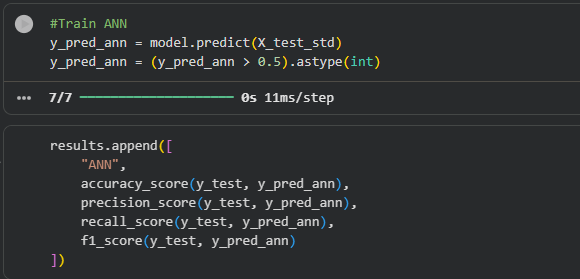 #Train ANN
y_pred_ann = model.predict(X_test_std)
y_pred_ann = (y_pred_ann > 0.5).astype(int)
7/7 ━━━━━━━━━━━━━━━━━━━━ 0s 11ms/step
results.append([
    "ANN",
    accuracy_score(y_test, y_pred_ann),
    precision_score(y_test, y_pred_ann),
    recall_score(y_test, y_pred_ann),
    f1_score(y_test, y_pred_ann)
])